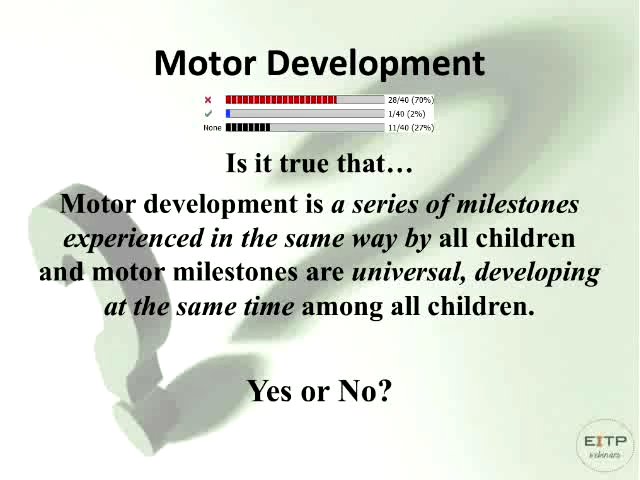 Motor Development
28/40 (70%)
1/40 (2%)
None 11/40 (27%)
Is it true that…
Motor development is a series of milestones
experienced in the same way by all children
and motor milestones are universal, developing
at the same time among all children.
Yes or No?
EITP
webinars